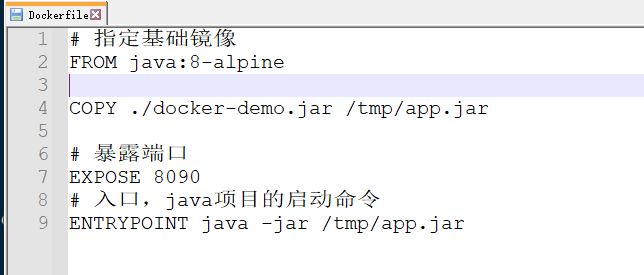 Dockerfile
1 # 指定基础镜像
2 FROM java:8-alpine
3
4 COPY ./docker-demo.jar /tmp/app.jar
5
6 # 暴露端口
7 EXPOSE 8090
8 # 入口，java项目的启动命令
9 ENTRYPOINT java -jar /tmp/app.jar